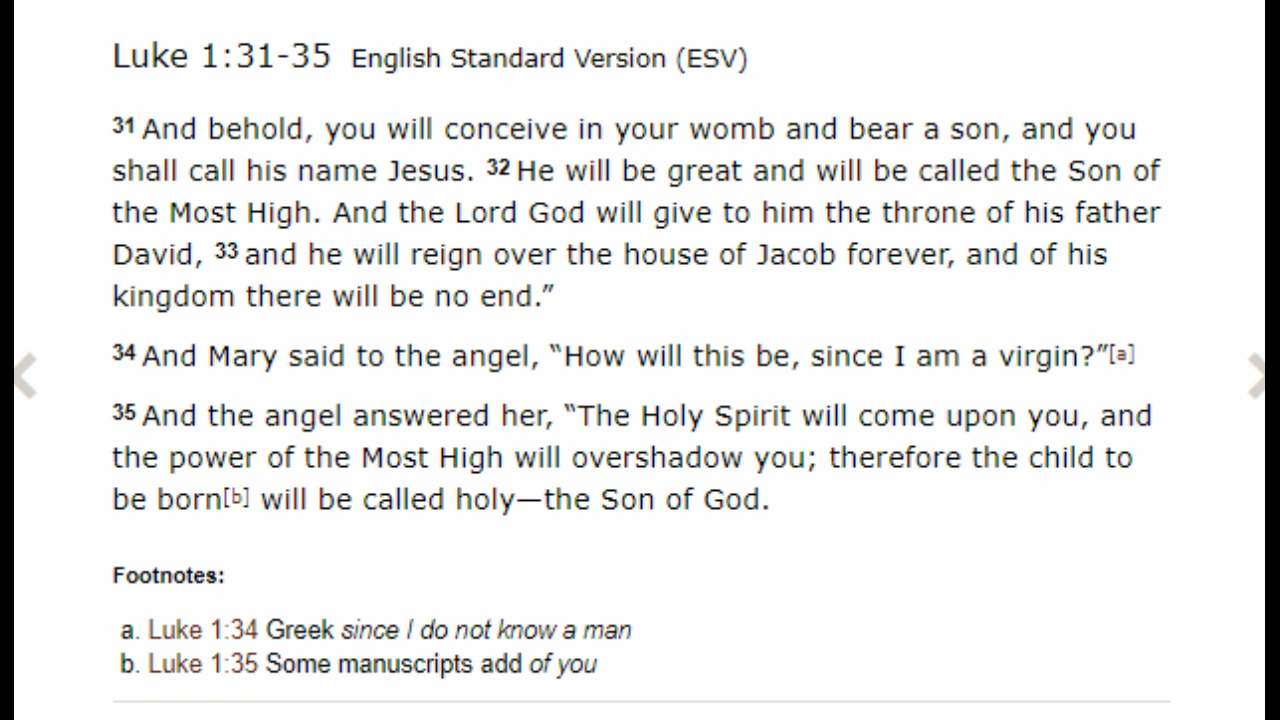 Luke 1:31-35 English Standard Version (ESV)
31 And behold, you will conceive in your womb and bear a son, and you
shall call his name Jesus. 32 He will be great and will be called the Son of
the Most High. And the Lord God will give to him the throne of his father
David, 33 and he will reign over the house of Jacob forever, and of his
kingdom there will be no end.”
34 And Mary said to the angel, “How will this be, since I am a virgin?”[a]
35 And the angel answered her, “The Holy Spirit will come upon you, and
the power of the Most High will overshadow you; therefore the child to
be born[b] will be called holy—the Son of God.
Footnotes:
a. Luke 1:34 Greek since I do not know a man
b. Luke 1:35 Some manuscripts add of you